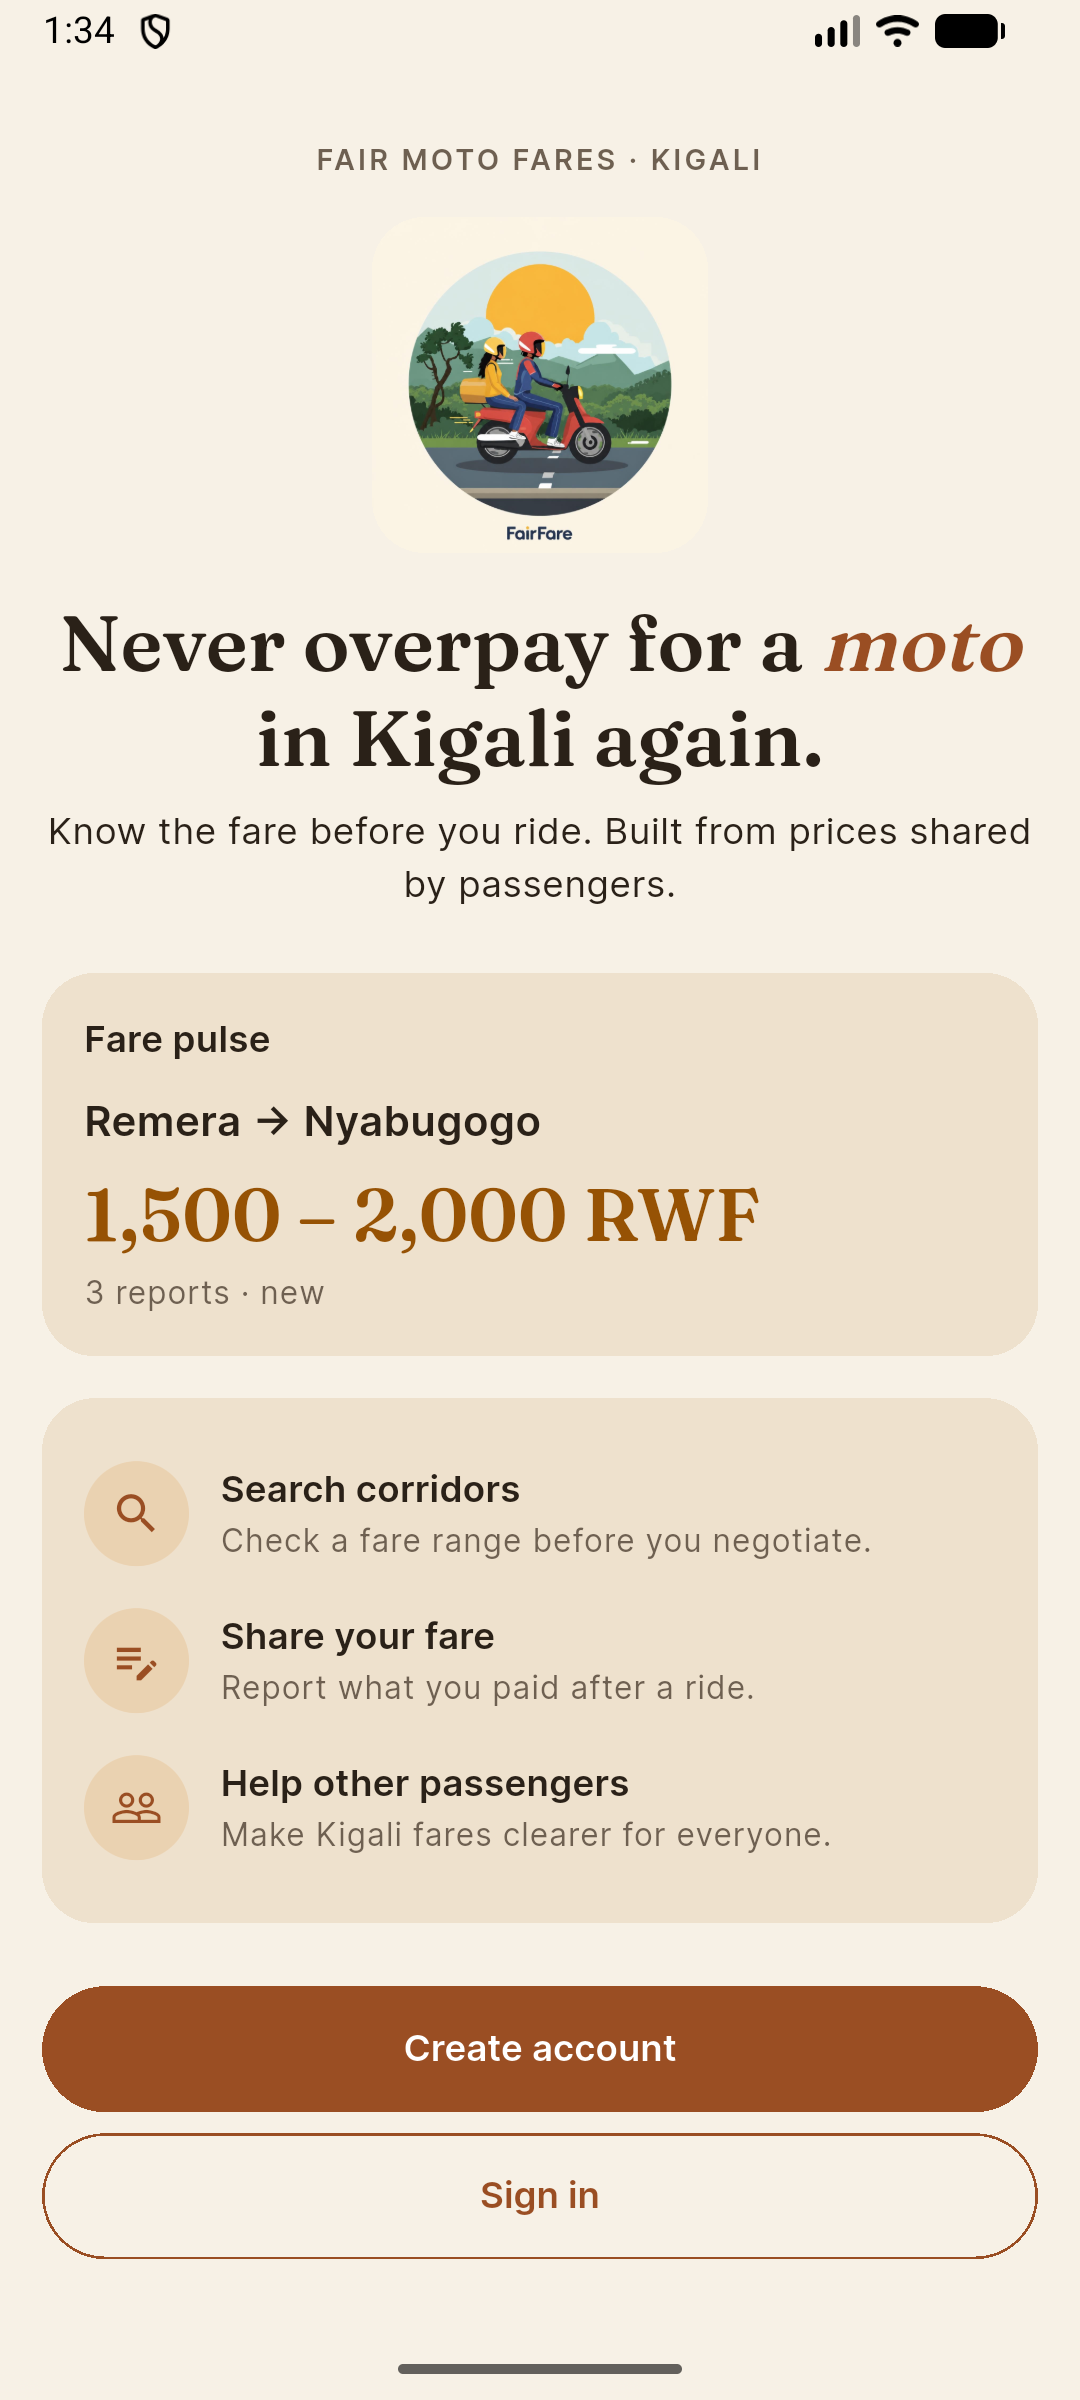 1:34
FAIR MOTO FARES · KIGALI
FairFare
Never overpay for a moto
in Kigali again.
Know the fare before you ride. Built from prices shared
by passengers.
Fare pulse
Remera → Nyabugogo
1,500 – 2,000 RWF
3 reports · new
Search corridors
Check a fare range before you negotiate.
Share your fare
Report what you paid after a ride.
Help other passengers
Make Kigali fares clearer for everyone.
Create account
Sign in